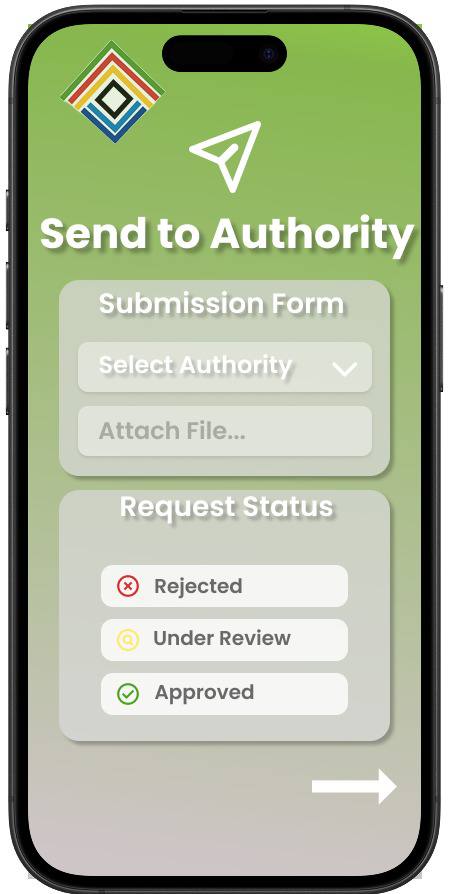 Send to Authority
Submission Form
Select Authority
Attach File...
Request Status
Rejected
Under Review
Approved